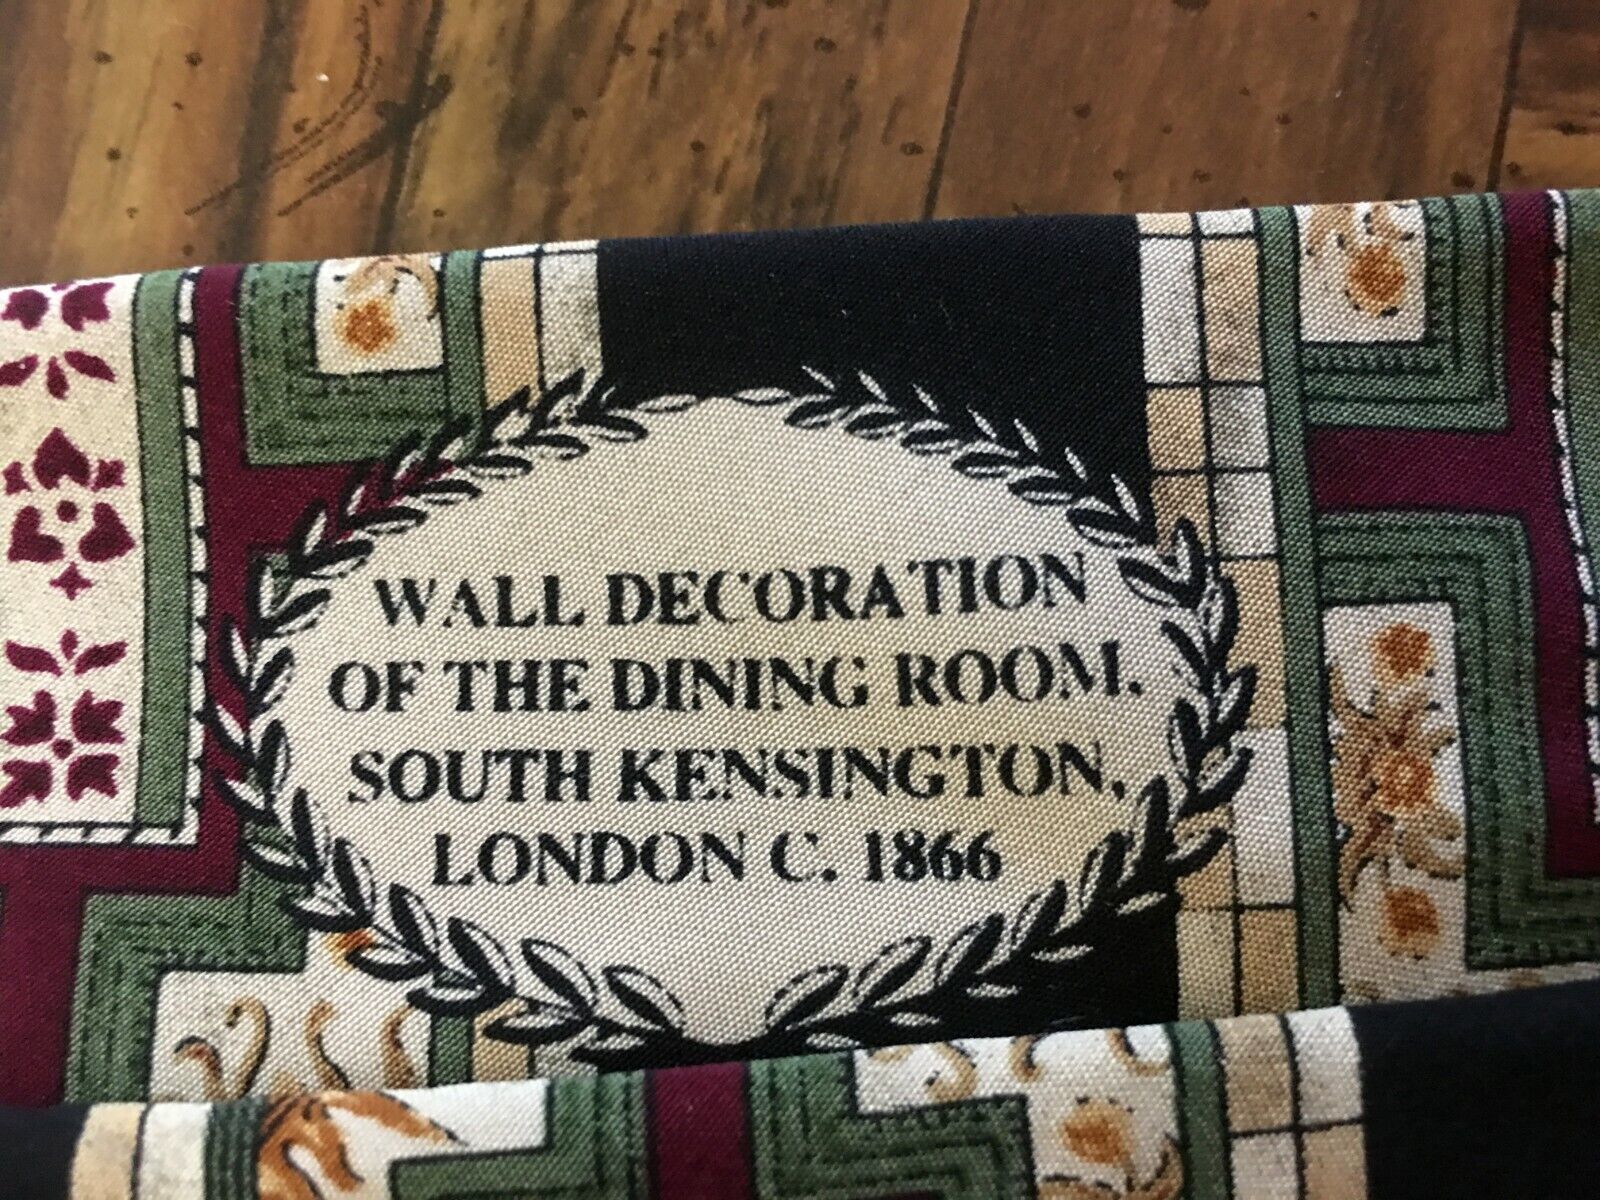 WALL DECORATION
OF THE DINING ROOM.
SOUTH KENSINGTON,
LONDON C. 1866